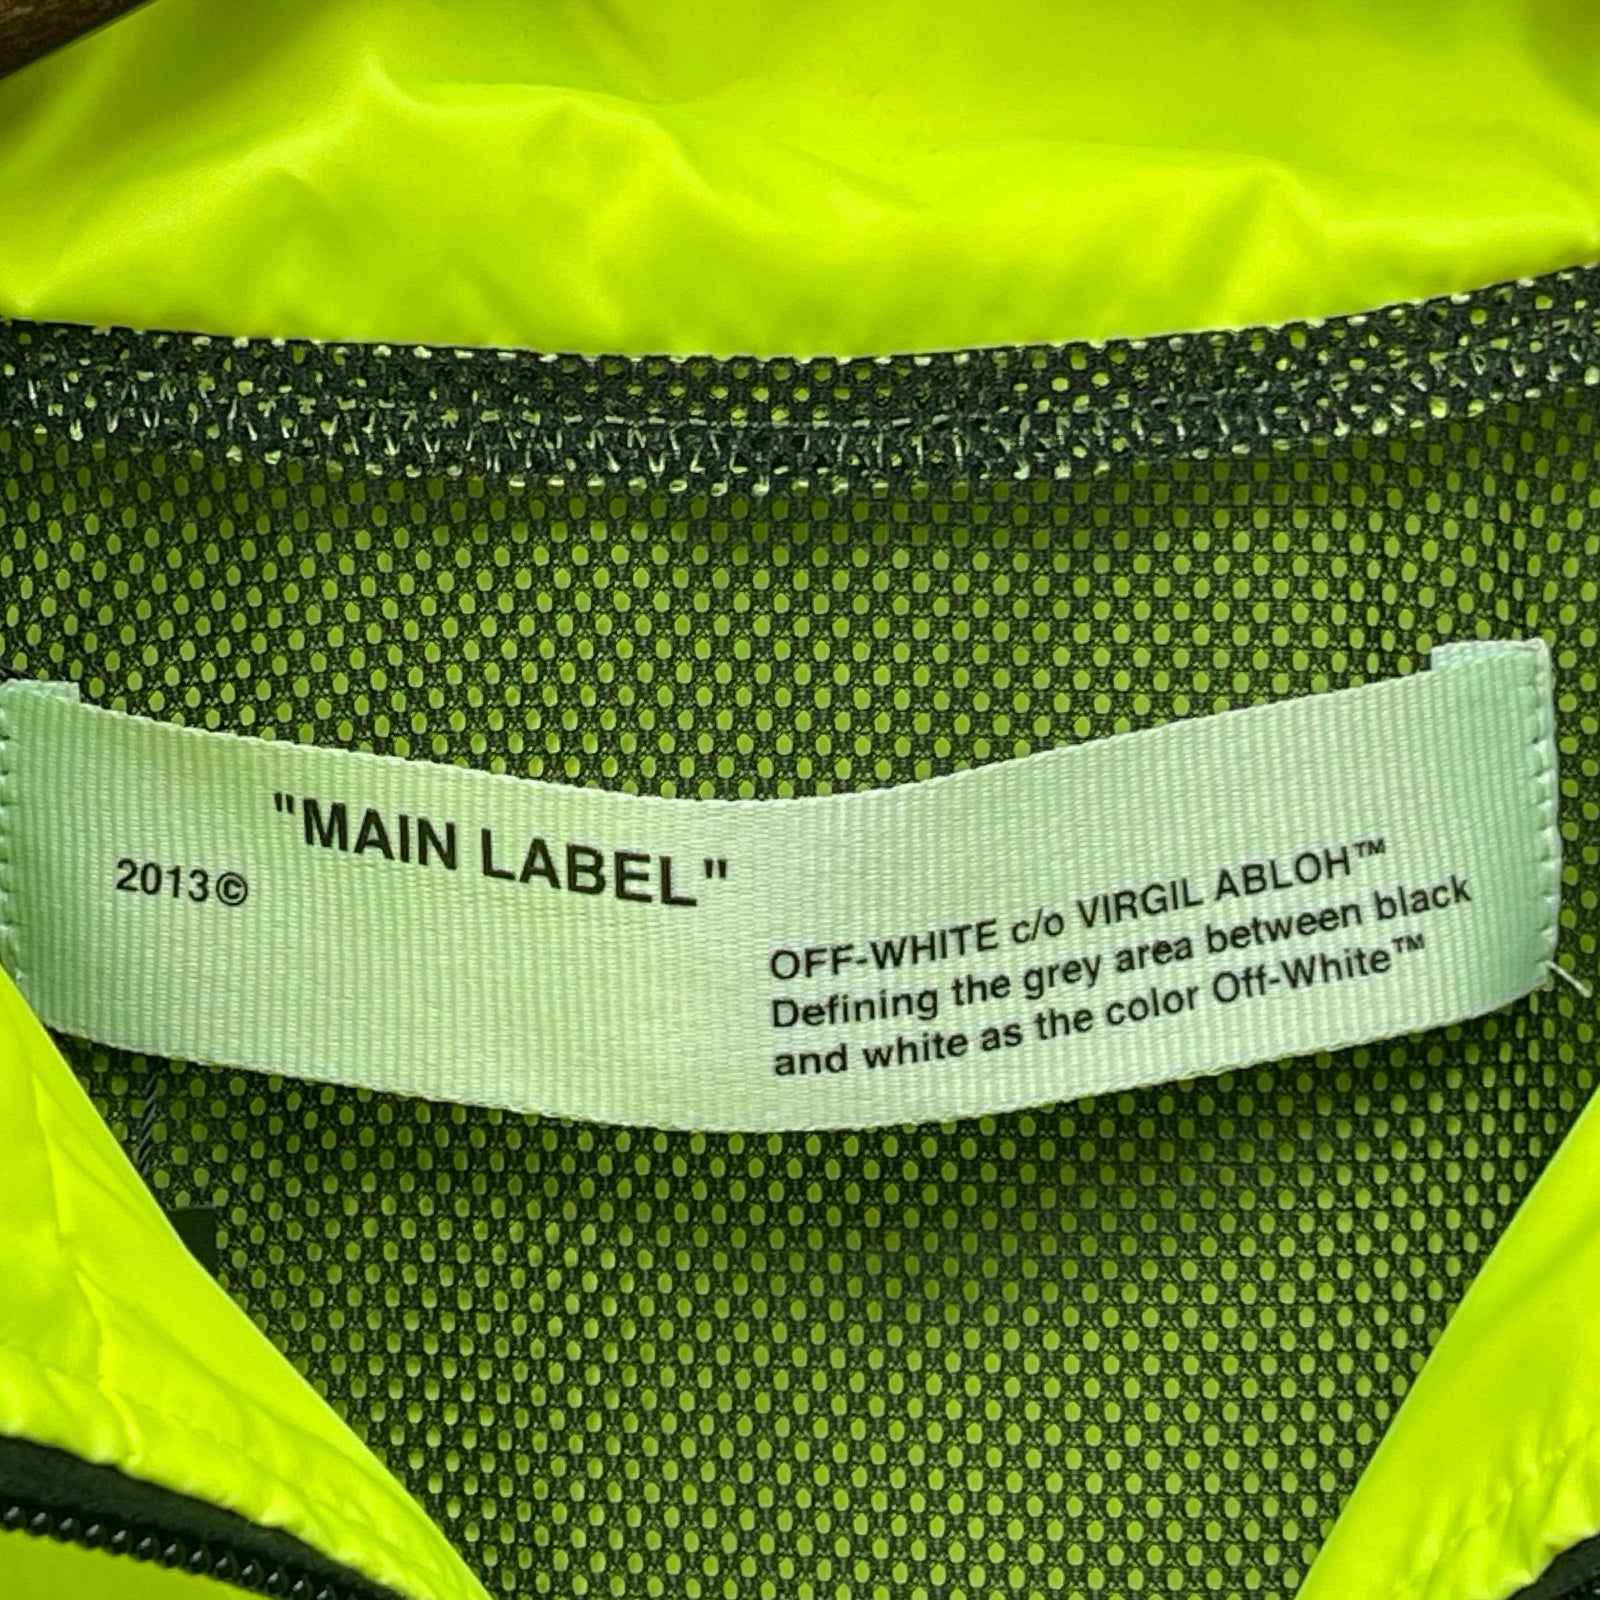 "MAIN LABEL"
2013©
OFF-WHITE c/o VIRGIL ABLOH™
Defining the grey area between black
and white as the color Off-White™